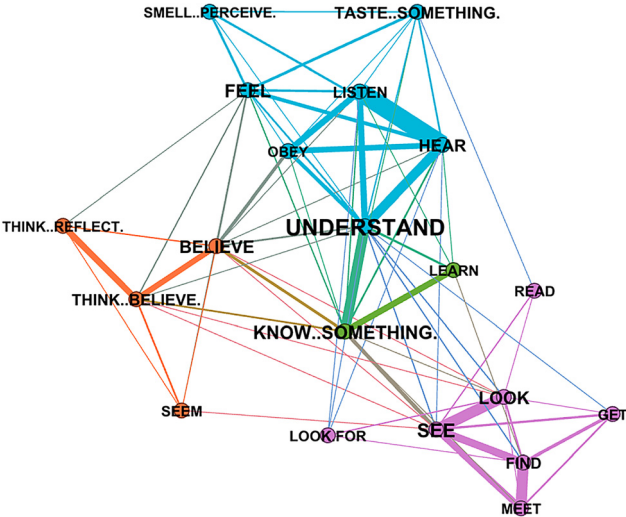 SMELL..PERCEIVE.
TASTE..SOMETHING.
FEEL
LISTEN
OBEY
HEAR
THINK..REFLECT.
BELIEVE
UNDERSTAND
LEARN
THINK..BELIEVE.
READ
KNOW..SOMETHING.
LOOK
SEEM
GET
LOOK FOR
SEE
FIND
MEET